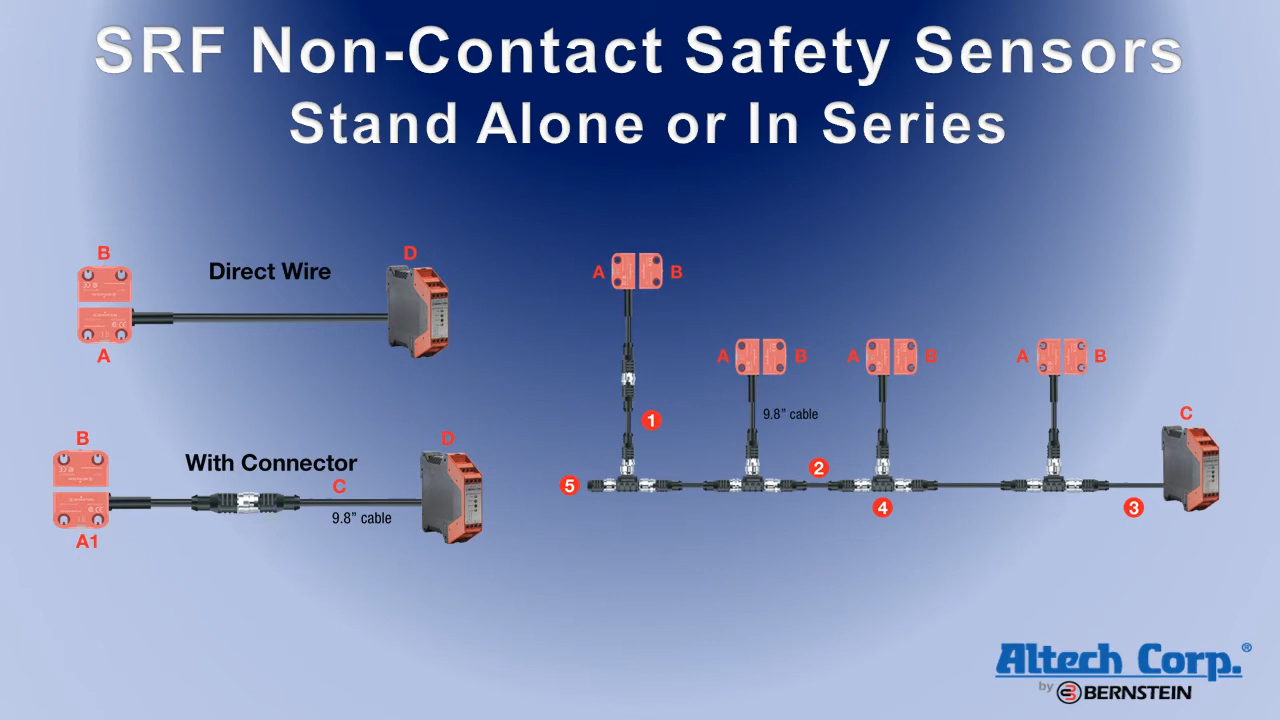 SRF Non-Contact Safety Sensors
Stand Alone or In Series
B
Direct Wire
D
A
B
With Connector
D
C
9.8" cable
A1
A
B
1
A
B
9.8" cable
A
B
A
B
C
5
2
4
3
Altech Corp.®
by BERNSTEIN